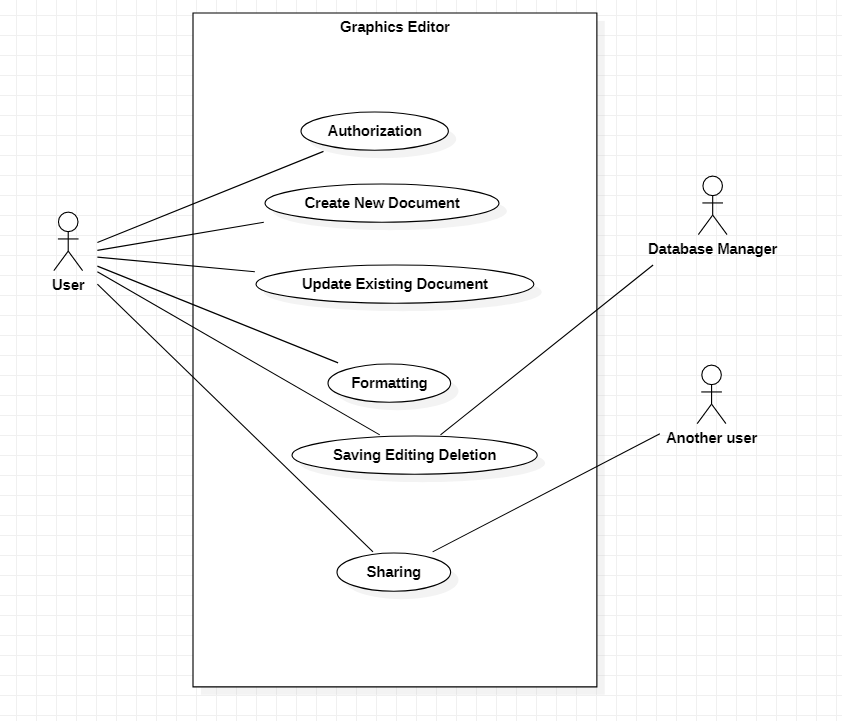 Graphics Editor
Authorization
Create New Document
Database Manager
User
Update Existing Document
Formatting
Another user
Saving Editing Deletion
Sharing